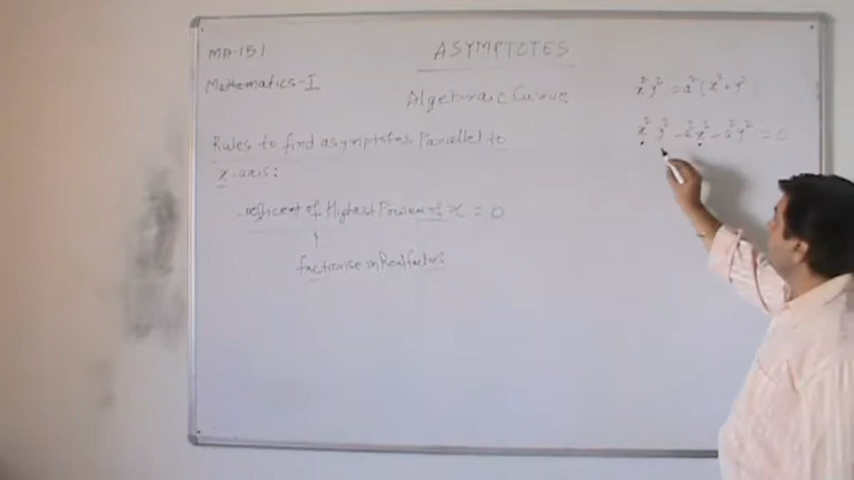 MA-151
ASYMPTOTES
Mathematics-I
Algebraic Curve
x²y² = a²(x²+y²)
x²y² - a²x² - a²y² = 0
Rules to find asymptotes Parallel to
x-axis:
coefficent of Highest Power of x = 0
factorise in Real factors